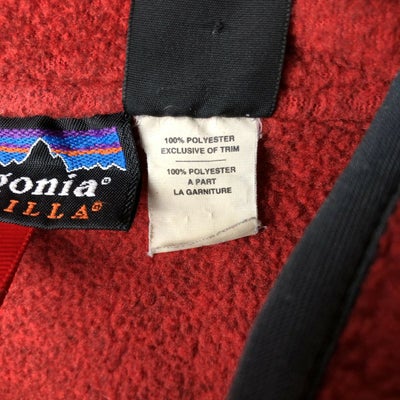 gonia®
ILLA®
100% POLYESTER
EXCLUSIVE OF TRIM
100% POLYESTER
A PART
LA GARNITURE